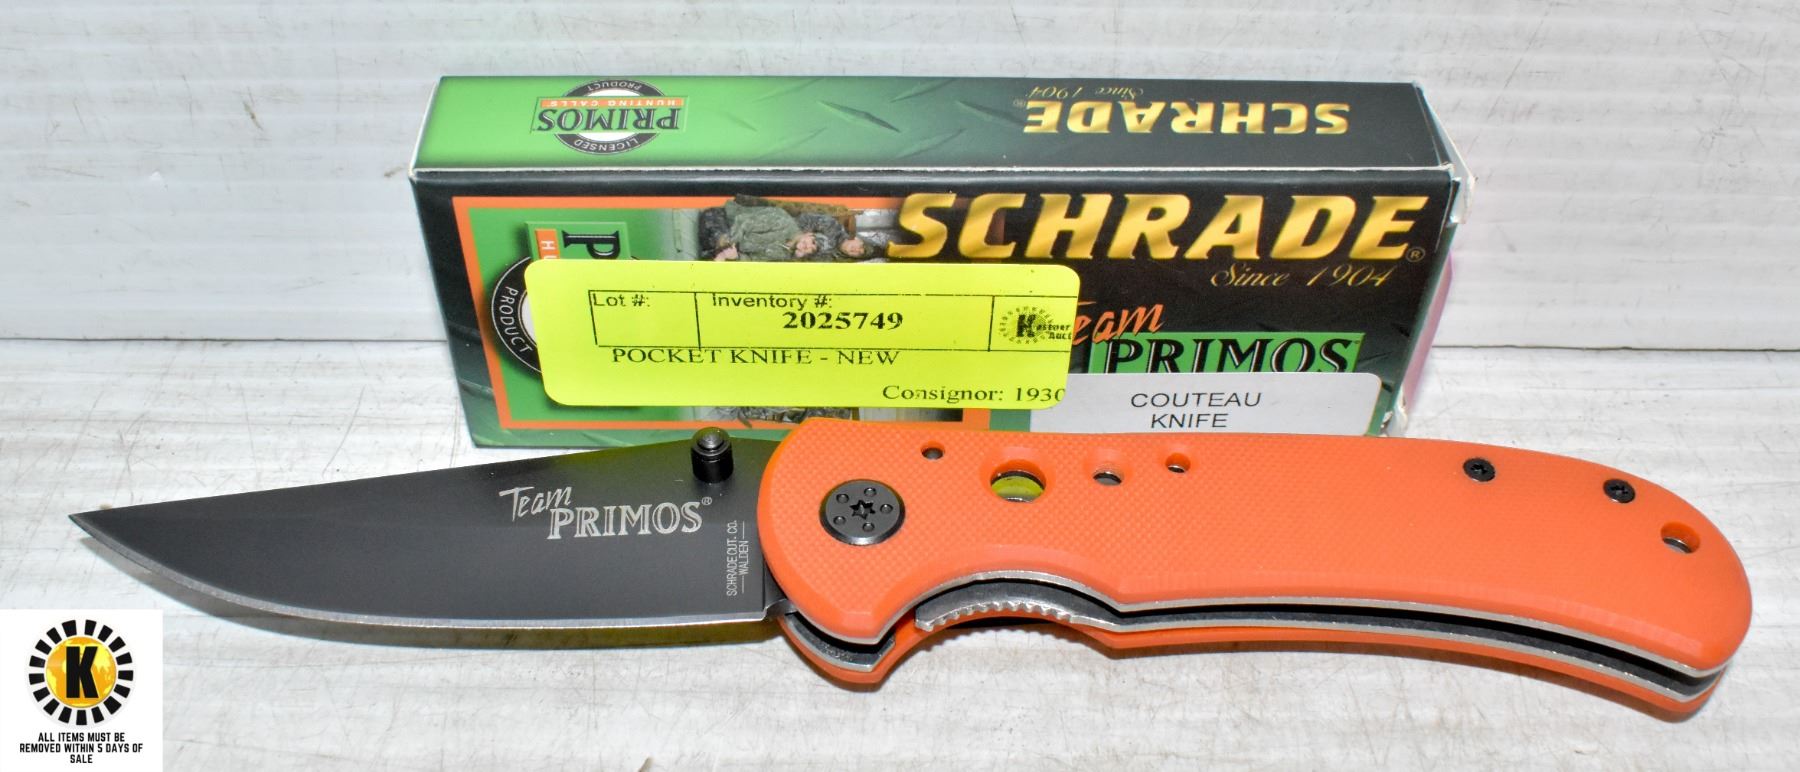 LICENSED
PRIMOS
HUNTING CALLS
PRODUCT
SCHRADE®
Since 1904
SCHRADE®
Since 1904
PRODUCT
Team
PRIMOS
Lot #:
Inventory #:
2025749
POCKET KNIFE - NEW
Consignor: 1930
COUTEAU
KNIFE
Team
PRIMOS®
SCHRADE CUT. CO.
WALDEN
K
ALL ITEMS MUST BE
REMOVED WITHIN 5 DAYS OF
SALE